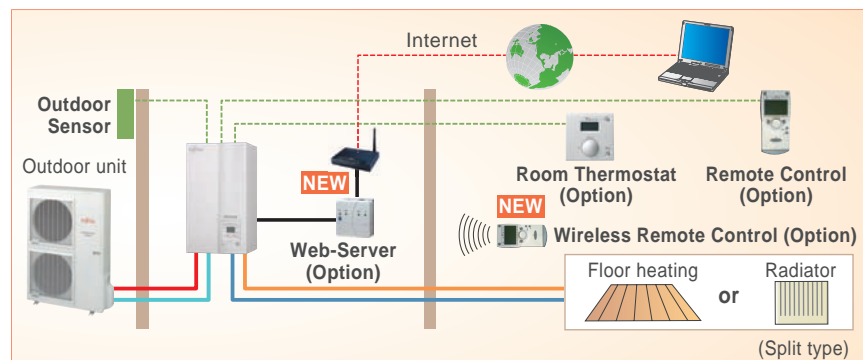 Internet
Outdoor
Sensor
Outdoor unit
NEW
Web-Server
(Option)
Room Thermostat
(Option)
Remote Control
(Option)
NEW
Wireless Remote Control (Option)
Floor heating
or
Radiator
(Split type)